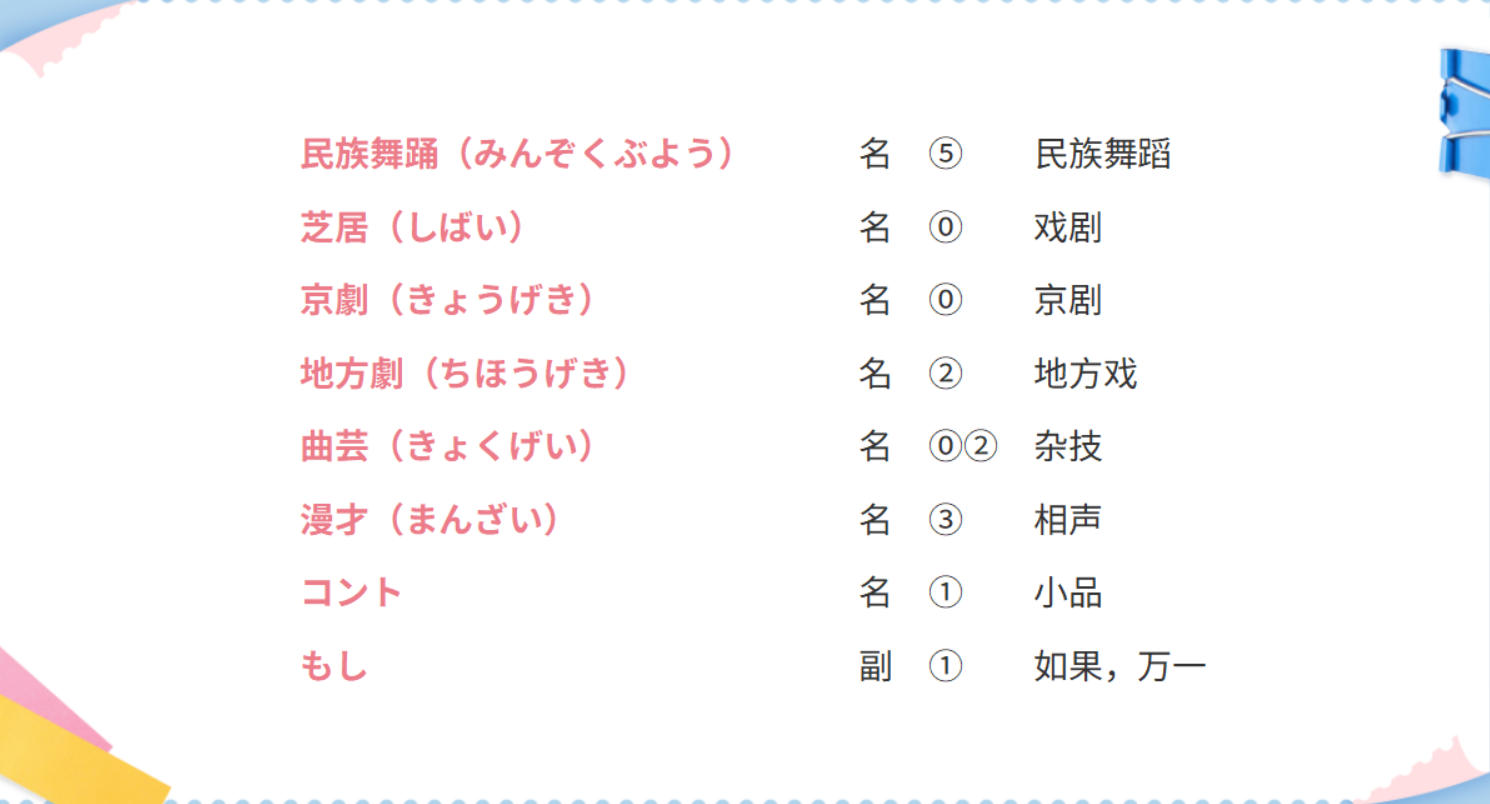 民族舞踊（みんぞくぶよう） 名 ⑤ 民族舞蹈
芝居（しばい） 名 ⓪ 戏剧
京劇（きょうげき） 名 ⓪ 京剧
地方劇（ちほうげき） 名 ② 地方戏
曲芸（きょくげい） 名 ⓪② 杂技
漫才（まんざい） 名 ③ 相声
コント 名 ① 小品
もし 副 ① 如果，万一